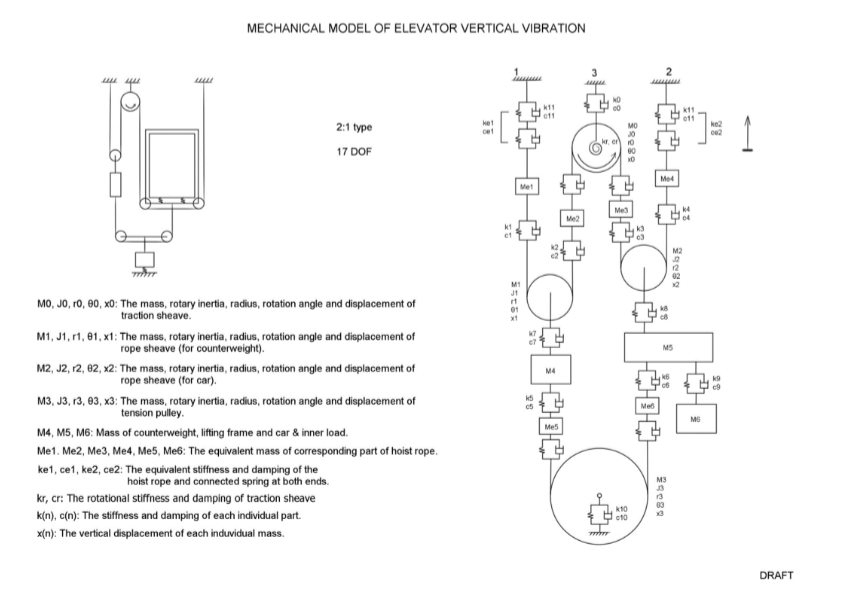 MECHANICAL MODEL OF ELEVATOR VERTICAL VIBRATION
2:1 type
17 DOF
M0, J0, r0, θ0, x0: The mass, rotary inertia, radius, rotation angle and displacement of
traction sheave.
M1, J1, r1, θ1, x1: The mass, rotary inertia, radius, rotation angle and displacement of
rope sheave (for counterweight).
M2, J2, r2, θ2, x2: The mass, rotary inertia, radius, rotation angle and displacement of
rope sheave (for car).
M3, J3, r3, θ3, x3: The mass, rotary inertia, radius, rotation angle and displacement of
tension pulley.
M4, M5, M6: Mass of counterweight, lifting frame and car & inner load.
Me1. Me2, Me3, Me4, Me5, Me6: The equivalent mass of corresponding part of hoist rope.
ke1, ce1, ke2, ce2: The equivalent stiffness and damping of the
hoist rope and connected spring at both ends.
kr, cr: The rotational stiffness and damping of traction sheave
k(n), c(n): The stiffness and damping of each individual part.
x(n): The vertical displacement of each induvidual mass.
1
3
2
k0
c0
k11
c11
k11
c11
ke1
ce1
ke2
ce2
M0
J0
r0
θ0
x0
kr, cr
Me1
Me2
Me3
Me4
k1
c1
k2
c2
k3
c3
k4
c4
M1
J1
r1
θ1
x1
M2
J2
r2
θ2
x2
k7
c7
k8
c8
M4
M5
k5
c5
k6
c6
k9
c9
Me5
Me6
M6
M3
J3
r3
θ3
x3
k10
c10
DRAFT